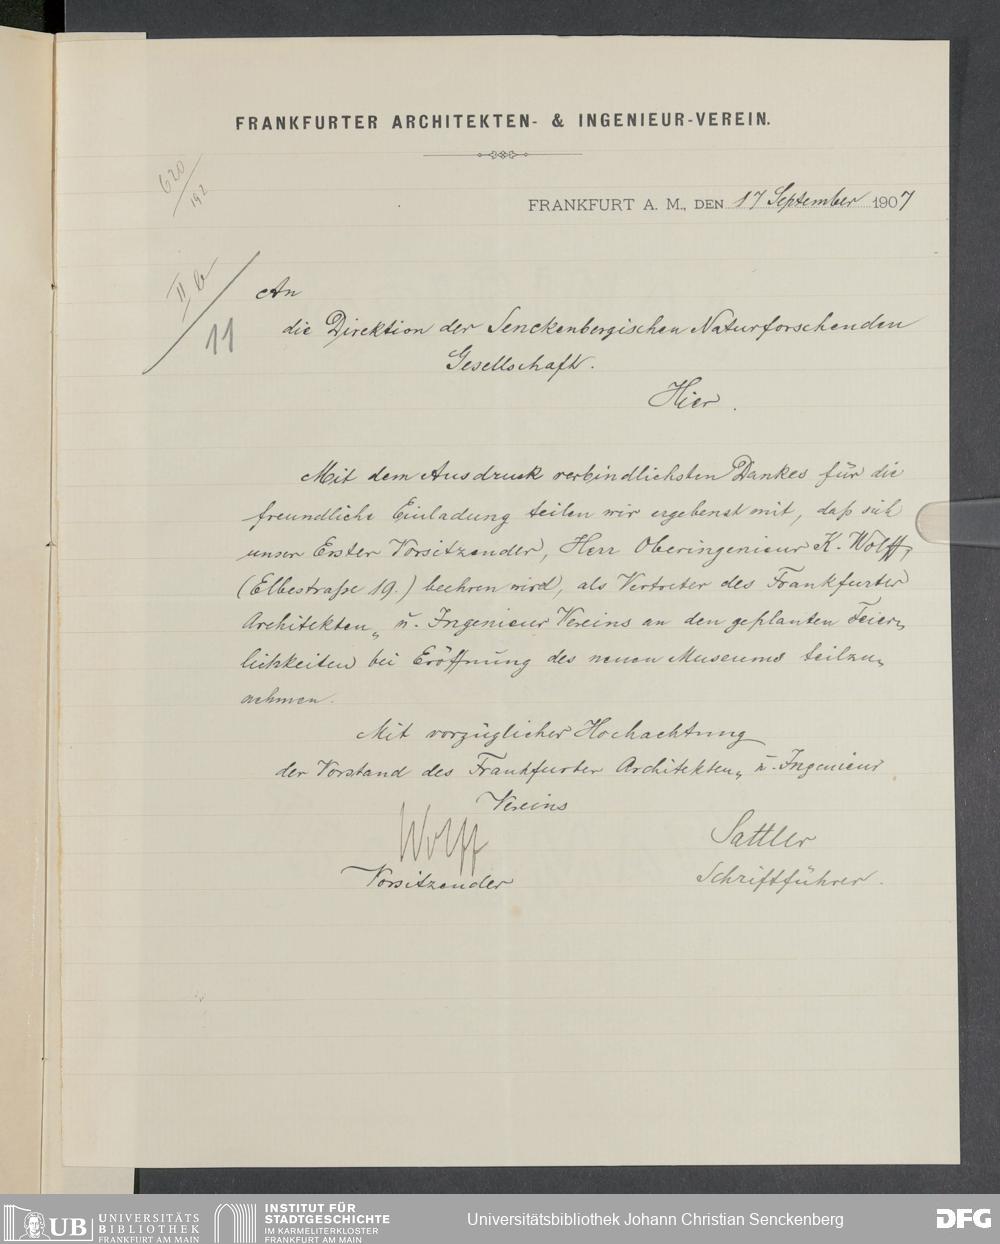 FRANKFURTER ARCHITEKTEN- & INGENIEUR-VEREIN.
620/192
FRANKFURT A. M., DEN 17 September 1907
II b
11
An
die Direktion der Senckenbergischen Naturforschenden
Gesellschaft.
Hier.
Mit dem Ausdruck verbindlichsten Dankes für die
freundliche Einladung teilen wir ergebenst mit, daß sich
unser Erster Vorsitzender, Herr Oberingenieur K. Wolff,
(Elbestraße 19.) beehren wird, als Vertreter des Frankfurter
Architekten„ u. Ingenieur Vereins an den geplanten Feier„
lichkeiten bei Eröffnung des neuen Museums teilzu„
nehmen.
Mit vorzüglicher Hochachtung
der Vorstand des Frankfurter Architekten„ u. Ingenieur
Vereins
Wolff Sattler
Vorsitzender Schriftführer.
UB UNIVERSITÄTS BIBLIOTHEK FRANKFURT AM MAIN
INSTITUT FÜR STADTGESCHICHTE IM KARMELITERKLOSTER FRANKFURT AM MAIN
Universitätsbibliothek Johann Christian Senckenberg
DFG